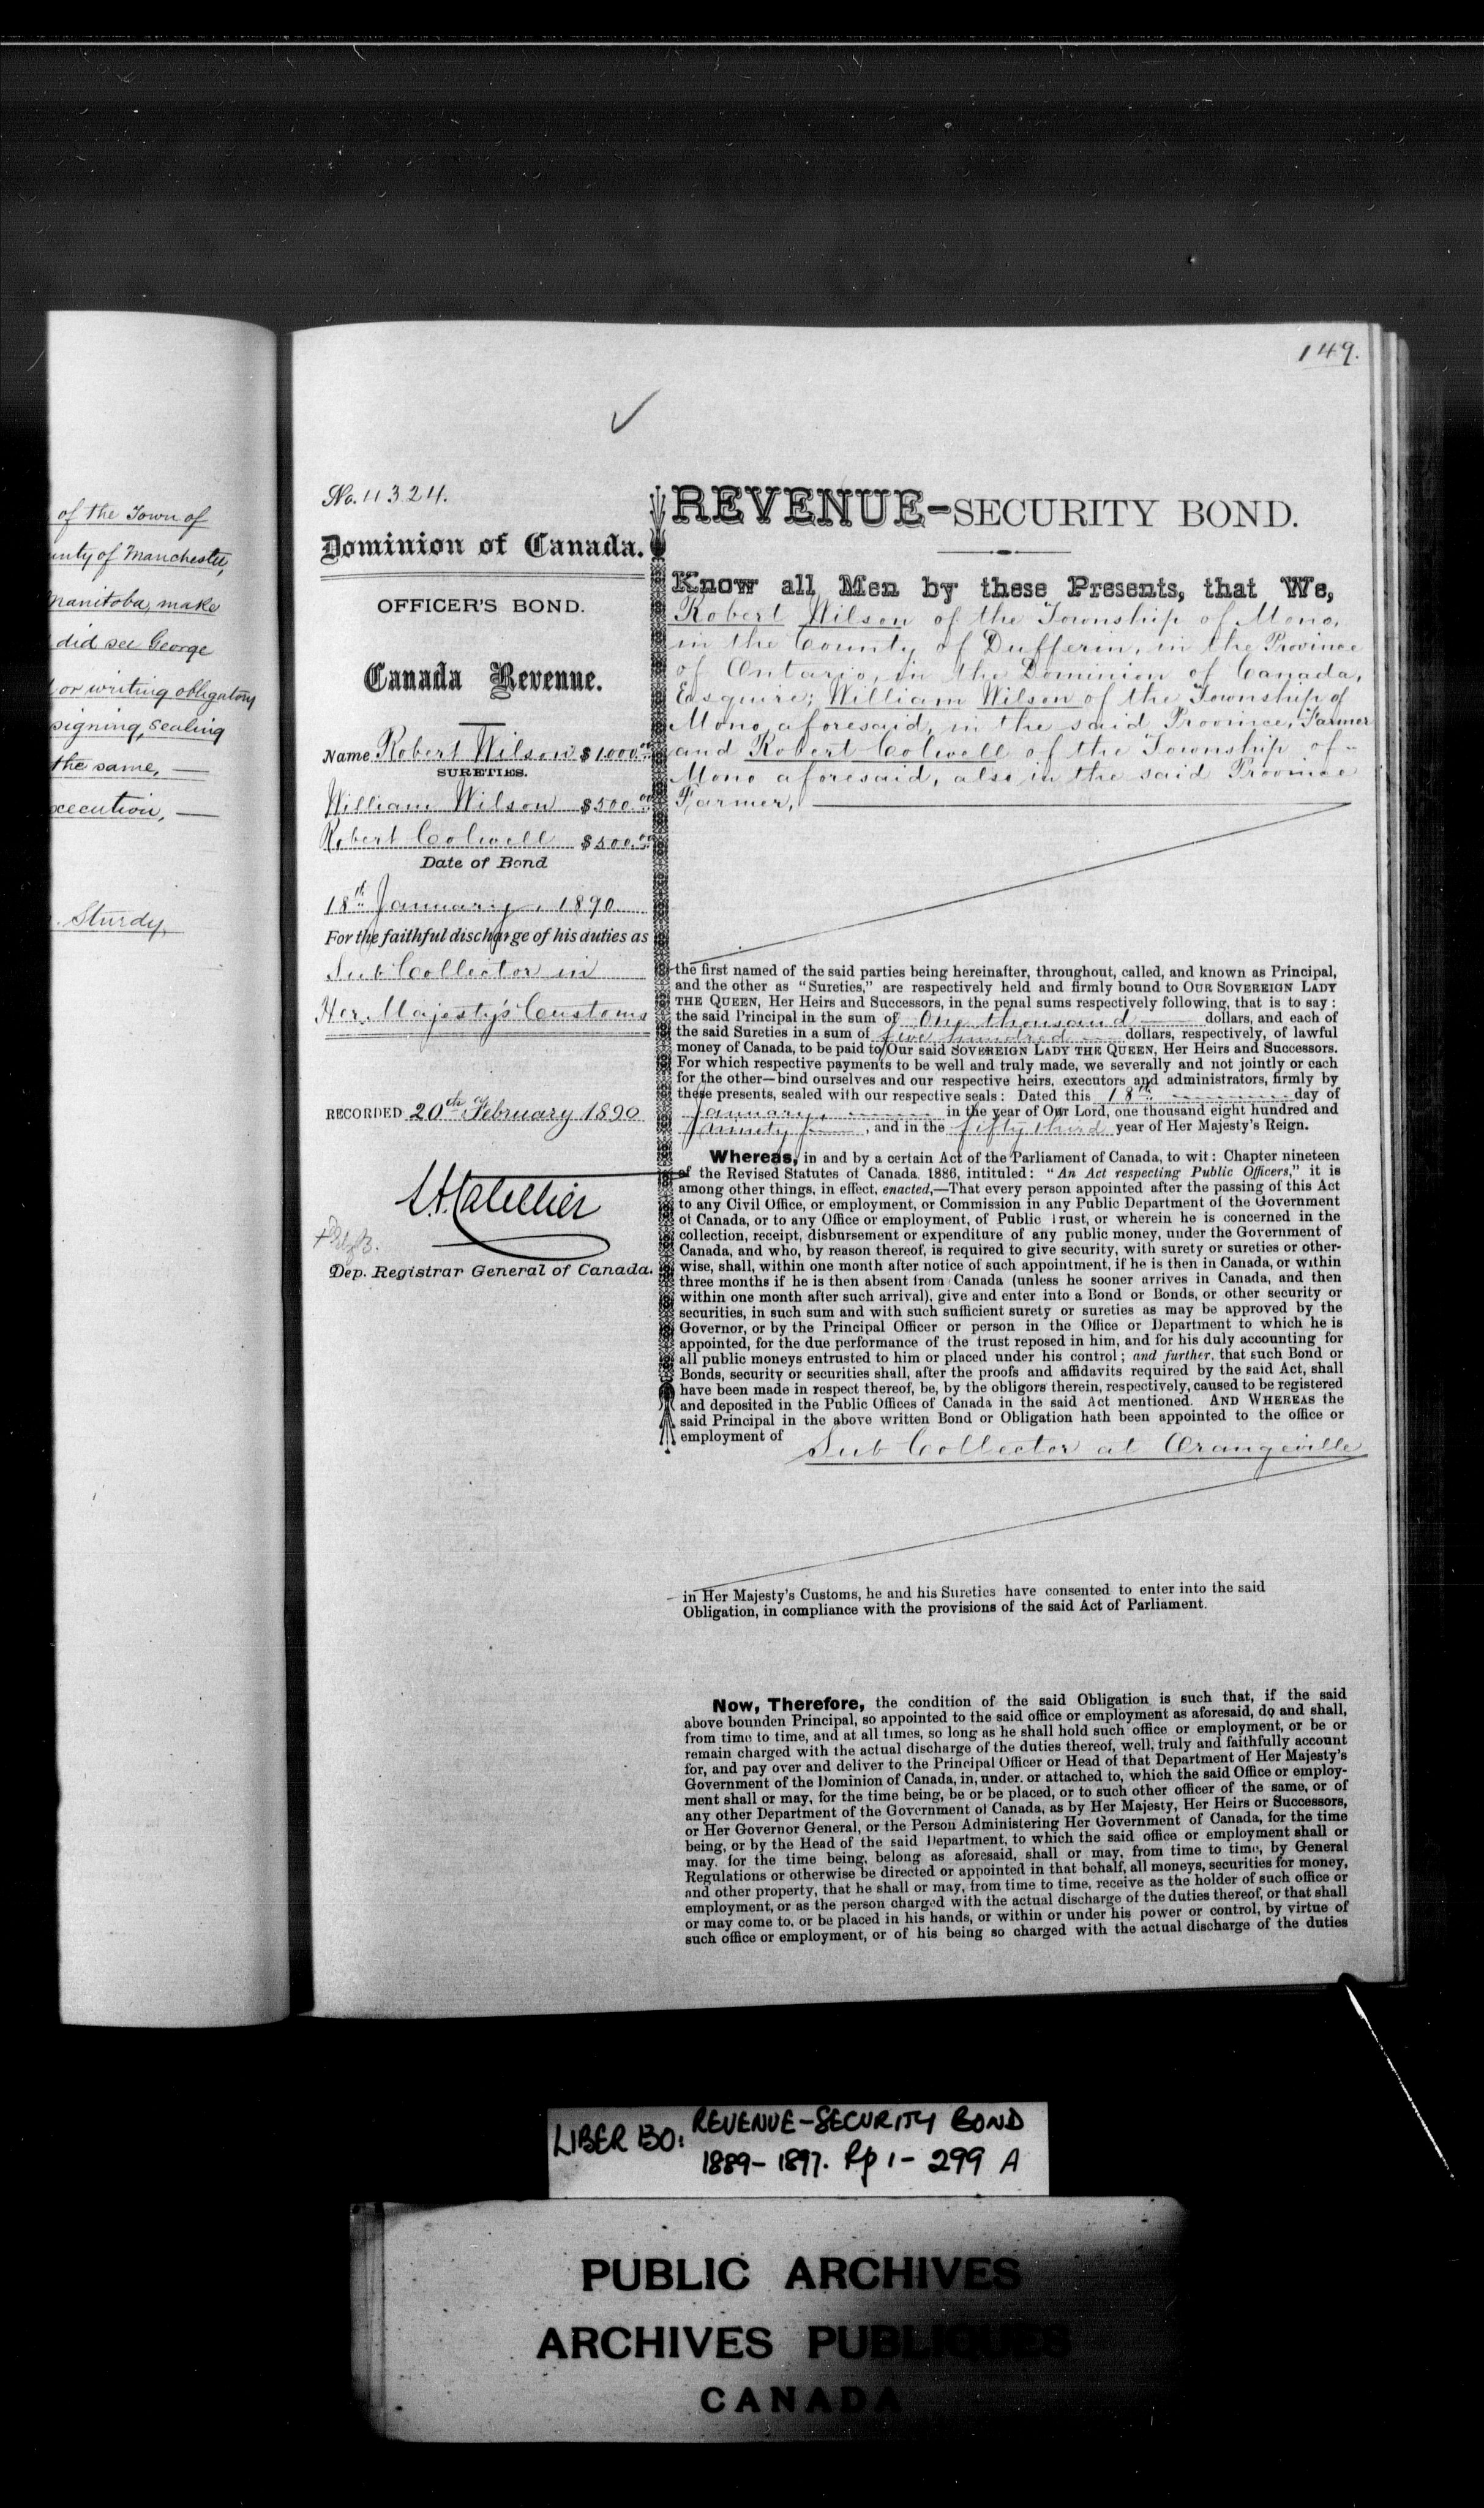 of the Town of
unty of Manchester,
Manitoba, make
did see George
or writing obligatory
signing, sealing
the same, —
xecution, —
Sturdy,
149.
No. 11324.
Dominion of Canada.
OFFICER'S BOND.
Canada Revenue.
Name Robert Wilson $1000.00
SURETIES.
William Wilson $500.00
Robert Colwell $500.00
Date of Bond
18th January, 1890
For the faithful discharge of his duties as
Sub Collector in
Her Majesty's Customs
RECORDED 20th February 1890
Dep. Registrar General of Canada.
REVENUE-SECURITY BOND.
Know all Men by these Presents, that We,
Robert Wilson of the Township of Mono,
in the County of Dufferin, in the Province
of Ontario, in the Dominion of Canada,
Esquire; William Wilson of the Township of
Mono, aforesaid, in the said Province, Farmer
and Robert Colwell of the Township of
Mono aforesaid, also in the said Province
Farmer,
the first named of the said parties being hereinafter, throughout, called, and known as Principal,
and the other as "Sureties," are respectively held and firmly bound to OUR SOVEREIGN LADY
THE QUEEN, Her Heirs and Successors, in the penal sums respectively following, that is to say:
the said Principal in the sum of One thousand dollars, and each of
the said Sureties in a sum of five hundred dollars, respectively, of lawful
money of Canada, to be paid to Our said SOVEREIGN LADY THE QUEEN, Her Heirs and Successors.
For which respective payments to be well and truly made, we severally and not jointly or each
for the other—bind ourselves and our respective heirs, executors and administrators, firmly by
these presents, sealed with our respective seals: Dated this 18th day of
January, in the year of Our Lord, one thousand eight hundred and
ninety, and in the fifty third year of Her Majesty's Reign.
Whereas, in and by a certain Act of the Parliament of Canada, to wit: Chapter nineteen
of the Revised Statutes of Canada, 1886, intituled: "An Act respecting Public Officers," it is
among other things, in effect, enacted,—That every person appointed after the passing of this Act
to any Civil Office, or employment, or Commission in any Public Department of the Government
of Canada, or to any Office or employment, of Public Trust, or wherein he is concerned in the
collection, receipt, disbursement or expenditure of any public money, under the Government of
Canada, and who, by reason thereof, is required to give security, with surety or sureties or other-
wise, shall, within one month after notice of such appointment, if he is then in Canada, or within
three months if he is then absent from Canada (unless he sooner arrives in Canada, and then
within one month after such arrival), give and enter into a Bond or Bonds, or other security or
securities, in such sum and with such sufficient surety or sureties as may be approved by the
Governor, or by the Principal Officer or person in the Office or Department to which he is
appointed, for the due performance of the trust reposed in him, and for his duly accounting for
all public moneys entrusted to him or placed under his control; and further, that such Bond or
Bonds, security or securities shall, after the proofs and affidavits required by the said Act, shall
have been made in respect thereof, be, by the obligors therein, respectively, caused to be registered
and deposited in the Public Offices of Canada in the said Act mentioned. AND WHEREAS the
said Principal in the above written Bond or Obligation hath been appointed to the office or
employment of Sub Collector at Orangeville
in Her Majesty's Customs, he and his Sureties have consented to enter into the said
Obligation, in compliance with the provisions of the said Act of Parliament.
Now, Therefore, the condition of the said Obligation is such that, if the said
above bounden Principal, so appointed to the said office or employment as aforesaid, do and shall,
from time to time, and at all times, so long as he shall hold such office or employment, or be or
remain charged with the actual discharge of the duties thereof, well, truly and faithfully account
for, and pay over and deliver to the Principal Officer or Head of that Department of Her Majesty's
Government of the Dominion of Canada, in, under, or attached to, which the said Office or employ-
ment shall or may, for the time being, be or be placed, or to such other officer of the same, or of
any other Department of the Government of Canada, as by Her Majesty, Her Heirs or Successors,
or Her Governor General, or the Person Administering Her Government of Canada, for the time
being, or by the Head of the said Department, to which the said office or employment shall or
may, for the time being, belong as aforesaid, shall or may, from time to time, by General
Regulations or otherwise be directed or appointed in that behalf, all moneys, securities for money,
and other property, that he shall or may, from time to time, receive as the holder of such office or
employment, or as the person charged with the actual discharge of the duties thereof, or that shall
or may come to, or be placed in his hands, or within or under his power or control, by virtue of
such office or employment, or of his being so charged with the actual discharge of the duties
LIBER 130: REVENUE-SECURITY BOND
1889-1897. Pp 1-299 A
PUBLIC ARCHIVES
ARCHIVES PUBLIQUES
CANADA